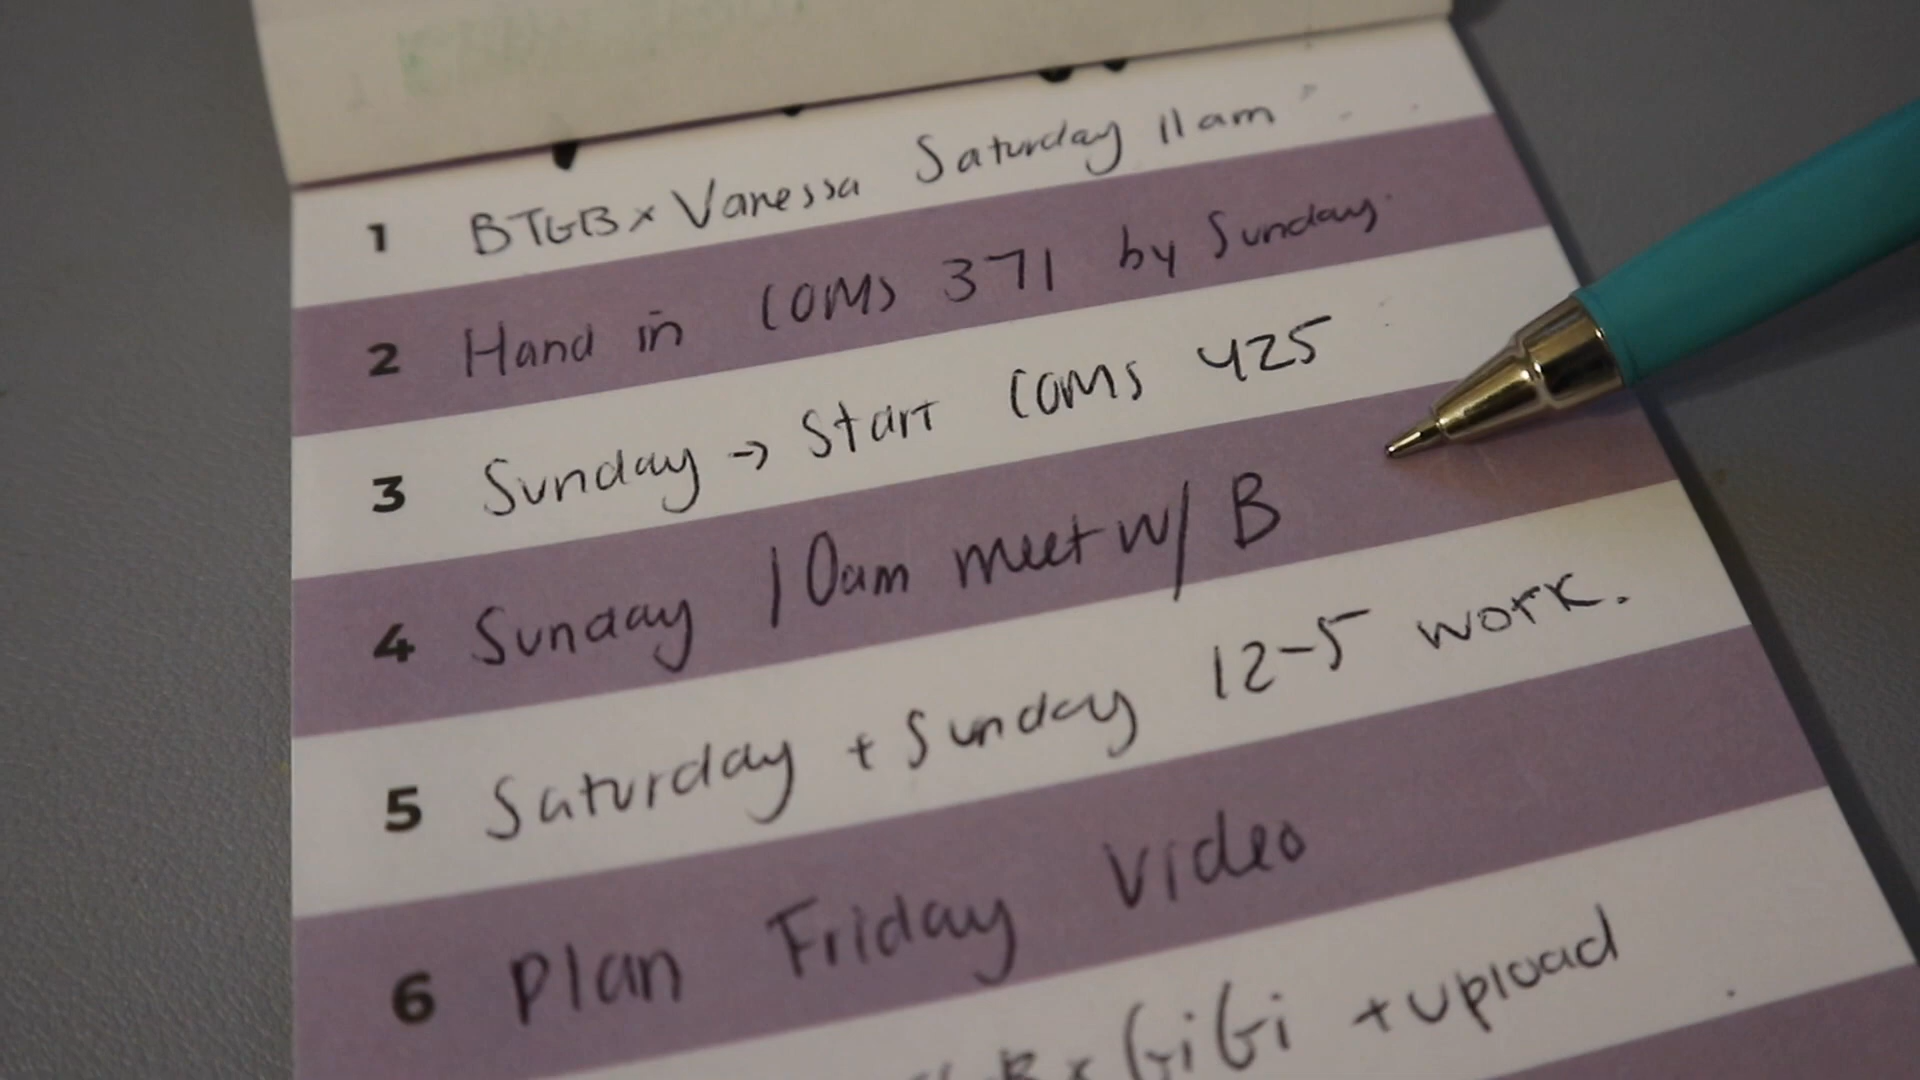 1 BTGB x Vanessa Saturday 11am
2 Hand in COMS 371 by Sunday.
3 Sunday → Start COMS 425
4 Sunday 10am meet w/ B
5 Saturday + Sunday 12-5 work.
6 Plan Friday Video
x GiGi + upload